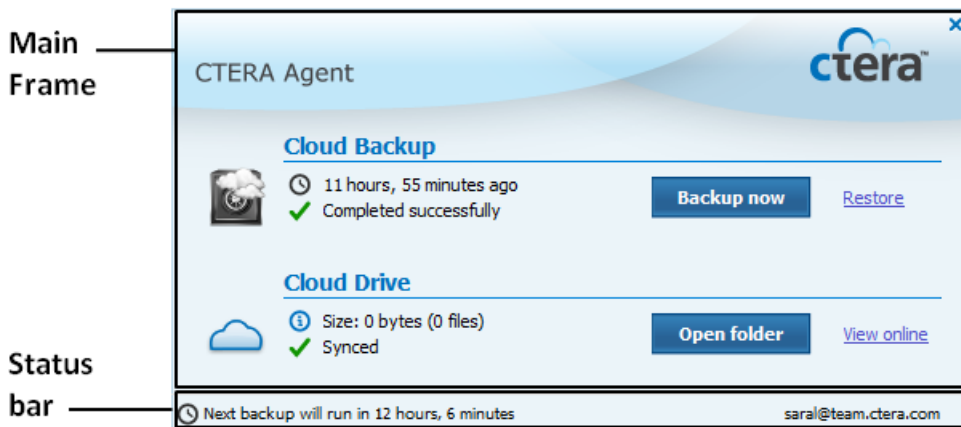 Main
Frame
CTERA Agent
ctera™
Cloud Backup
11 hours, 55 minutes ago
Completed successfully
Backup now
Restore
Cloud Drive
Size: 0 bytes (0 files)
Synced
Open folder
View online
Status
bar
Next backup will run in 12 hours, 6 minutes
saral@team.ctera.com